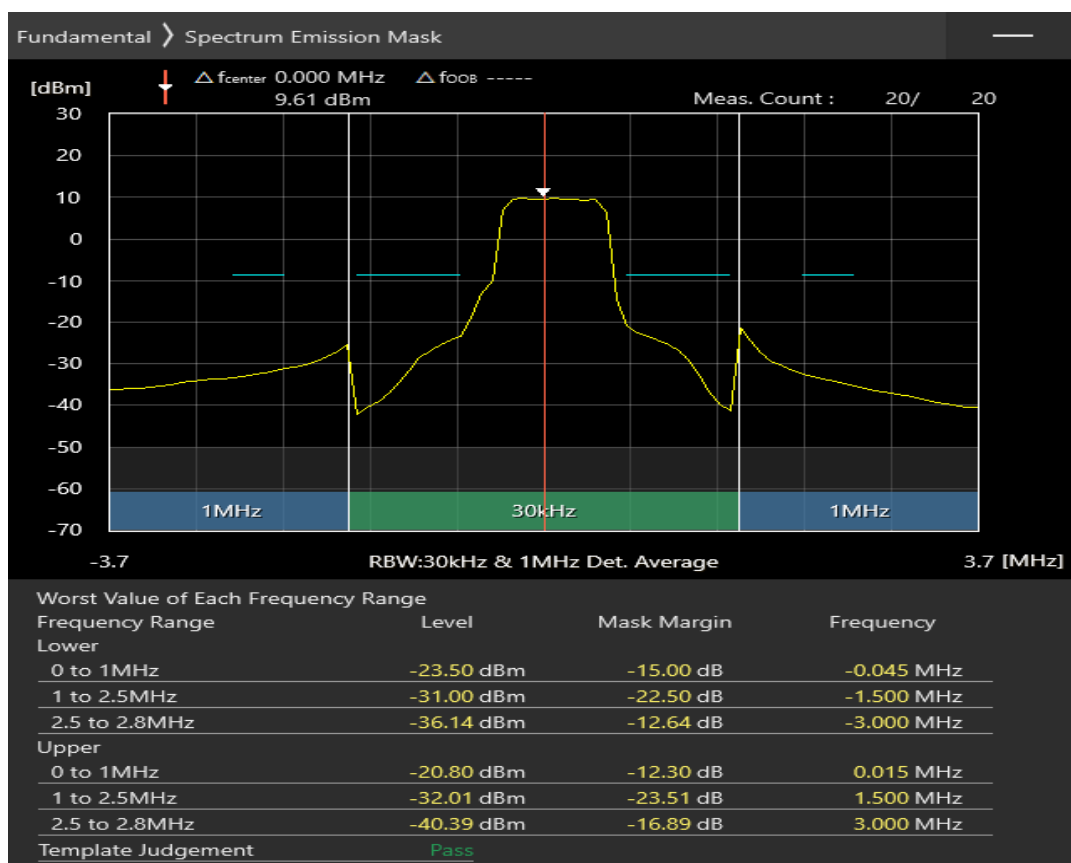 Fundamental ❯ Spectrum Emission Mask
△ fcenter 0.000 MHz △ fOOB -----
[dBm] 9.61 dBm Meas. Count : 20/ 20
30
20
10
0
-10
-20
-30
-40
-50
-60
1MHz 30kHz 1MHz
-70
-3.7 RBW:30kHz & 1MHz Det. Average 3.7 [MHz]
Worst Value of Each Frequency Range
Frequency Range Level Mask Margin Frequency
Lower
0 to 1MHz -23.50 dBm -15.00 dB -0.045 MHz
1 to 2.5MHz -31.00 dBm -22.50 dB -1.500 MHz
2.5 to 2.8MHz -36.14 dBm -12.64 dB -3.000 MHz
Upper
0 to 1MHz -20.80 dBm -12.30 dB 0.015 MHz
1 to 2.5MHz -32.01 dBm -23.51 dB 1.500 MHz
2.5 to 2.8MHz -40.39 dBm -16.89 dB 3.000 MHz
Template Judgement Pass